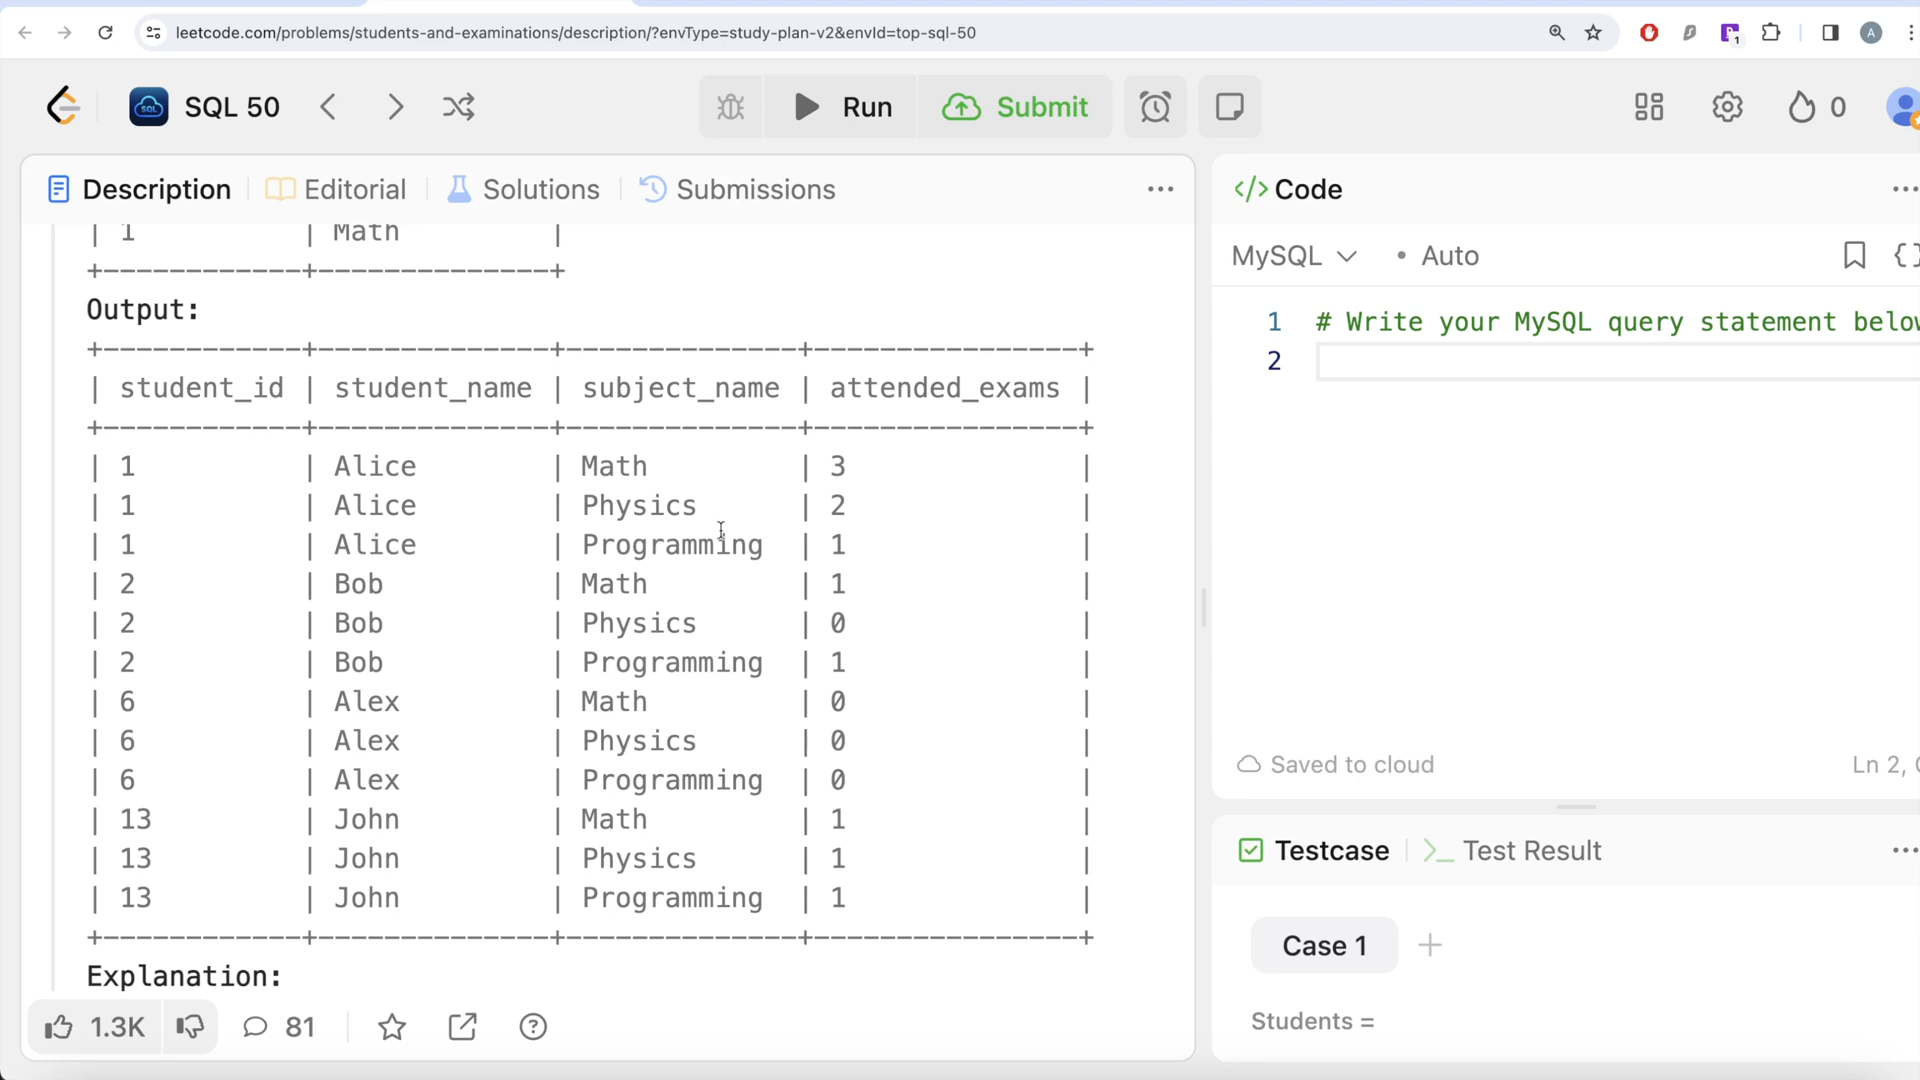 leetcode.com/problems/students-and-examinations/description/?envType=study-plan-v2&envId=top-sql-50
1
A
SQL 50
Run
Submit
0
Description
Editorial
Solutions
Submissions
| 1 | Math |
+-------------+--------------+
Output:
+------------+--------------+--------------+----------------+
| student_id | student_name | subject_name | attended_exams |
+------------+--------------+--------------+----------------+
| 1 | Alice | Math | 3 |
| 1 | Alice | Physics | 2 |
| 1 | Alice | Programming | 1 |
| 2 | Bob | Math | 1 |
| 2 | Bob | Physics | 0 |
| 2 | Bob | Programming | 1 |
| 6 | Alex | Math | 0 |
| 6 | Alex | Physics | 0 |
| 6 | Alex | Programming | 0 |
| 13 | John | Math | 1 |
| 13 | John | Physics | 1 |
| 13 | John | Programming | 1 |
+------------+--------------+--------------+----------------+
Explanation:
1.3K
81
</> Code
MySQL
• Auto
1 # Write your MySQL query statement below
2
Saved to cloud
Ln 2,
Testcase
Test Result
Case 1
Students =